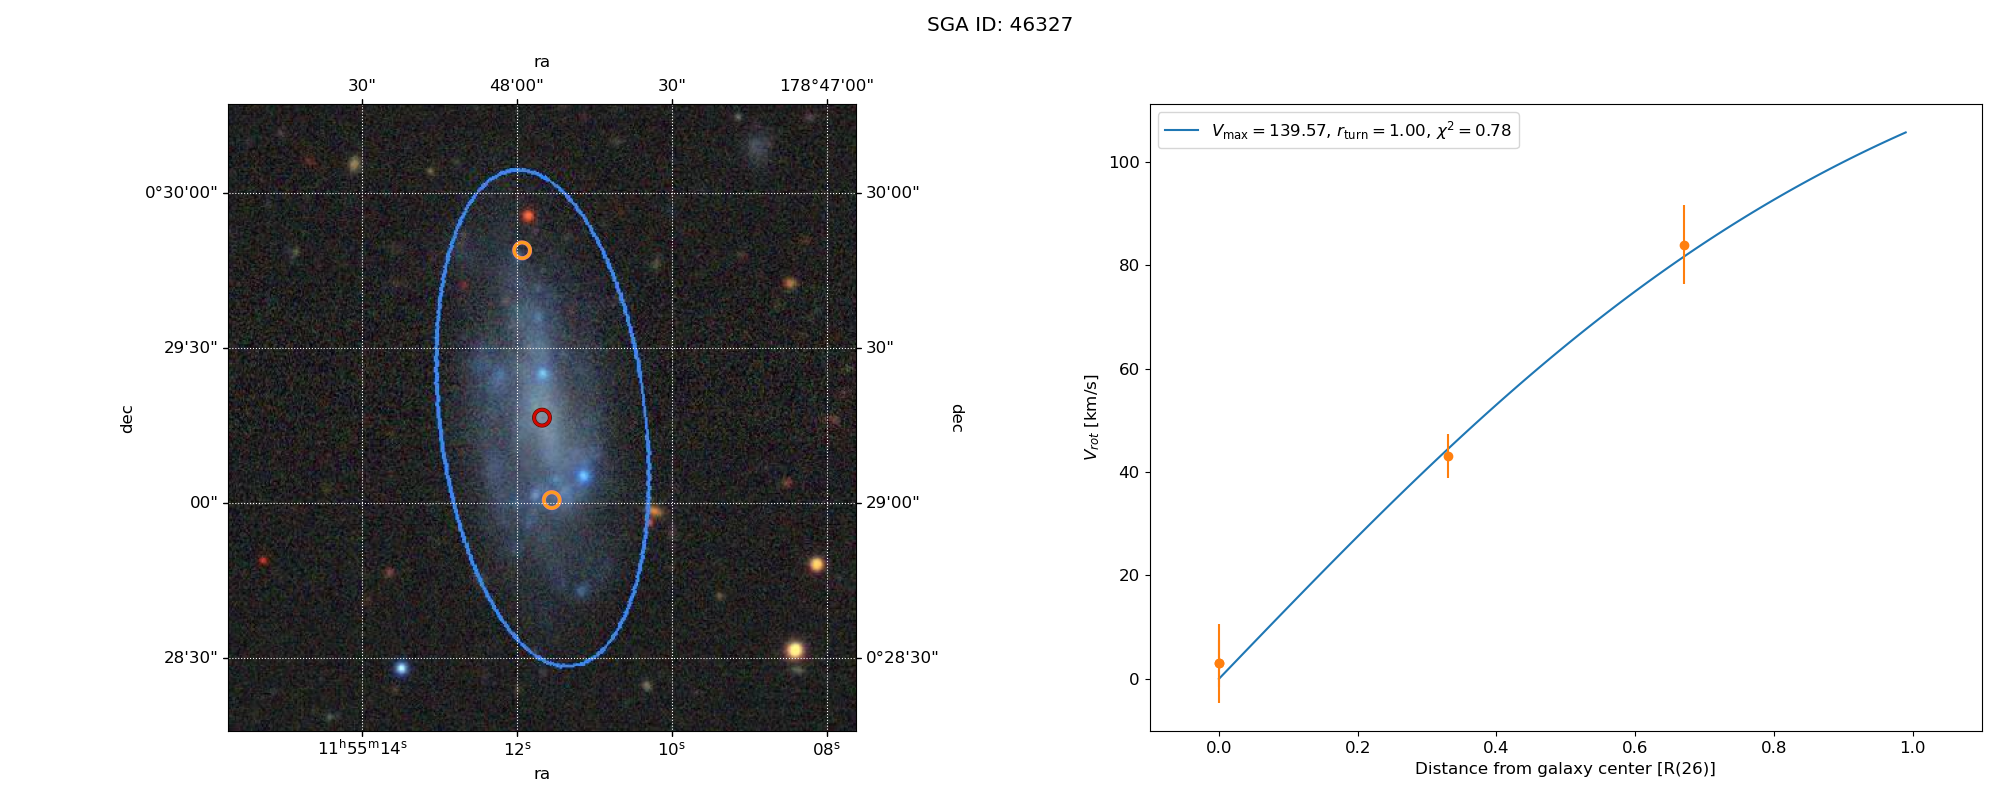 SGA ID: 46327
ra
30" 48'00" 30" 178°47'00"
0°30'00" 30'00"
29'30" 30"
dec dec
00" 29'00"
28'30" 0°28'30"
11ʰ55ᵐ14ˢ 12ˢ 10ˢ 08ˢ
ra
V_max = 139.57, r_turn = 1.00, χ² = 0.78
100
80
60
40
20
0
V_rot [km/s]
0.0 0.2 0.4 0.6 0.8 1.0
Distance from galaxy center [R(26)]